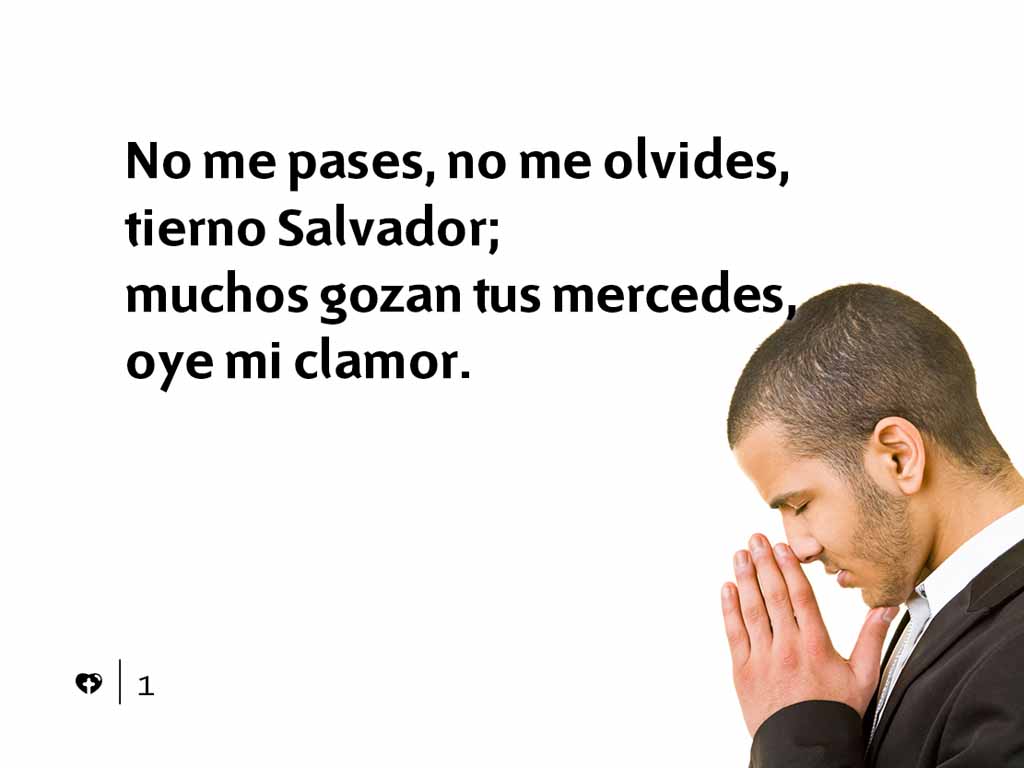 No me pases, no me olvides,
tierno Salvador;
muchos gozan tus mercedes,
oye mi clamor.
1